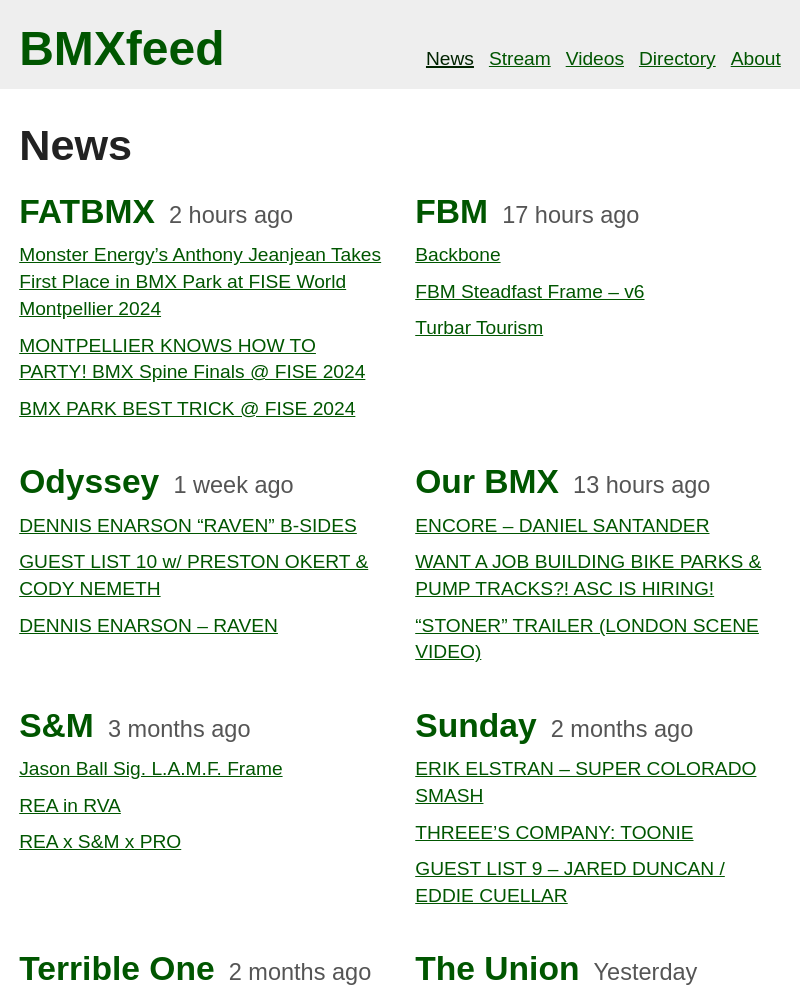 BMXfeed
News Stream Videos Directory About
News
FATBMX 2 hours ago
Monster Energy’s Anthony Jeanjean Takes
First Place in BMX Park at FISE World
Montpellier 2024
MONTPELLIER KNOWS HOW TO
PARTY! BMX Spine Finals @ FISE 2024
BMX PARK BEST TRICK @ FISE 2024
FBM 17 hours ago
Backbone
FBM Steadfast Frame – v6
Turbar Tourism
Odyssey 1 week ago
DENNIS ENARSON “RAVEN” B-SIDES
GUEST LIST 10 w/ PRESTON OKERT &
CODY NEMETH
DENNIS ENARSON – RAVEN
Our BMX 13 hours ago
ENCORE – DANIEL SANTANDER
WANT A JOB BUILDING BIKE PARKS &
PUMP TRACKS?! ASC IS HIRING!
“STONER” TRAILER (LONDON SCENE
VIDEO)
S&M 3 months ago
Jason Ball Sig. L.A.M.F. Frame
REA in RVA
REA x S&M x PRO
Sunday 2 months ago
ERIK ELSTRAN – SUPER COLORADO
SMASH
THREEE’S COMPANY: TOONIE
GUEST LIST 9 – JARED DUNCAN /
EDDIE CUELLAR
Terrible One 2 months ago
The Union Yesterday